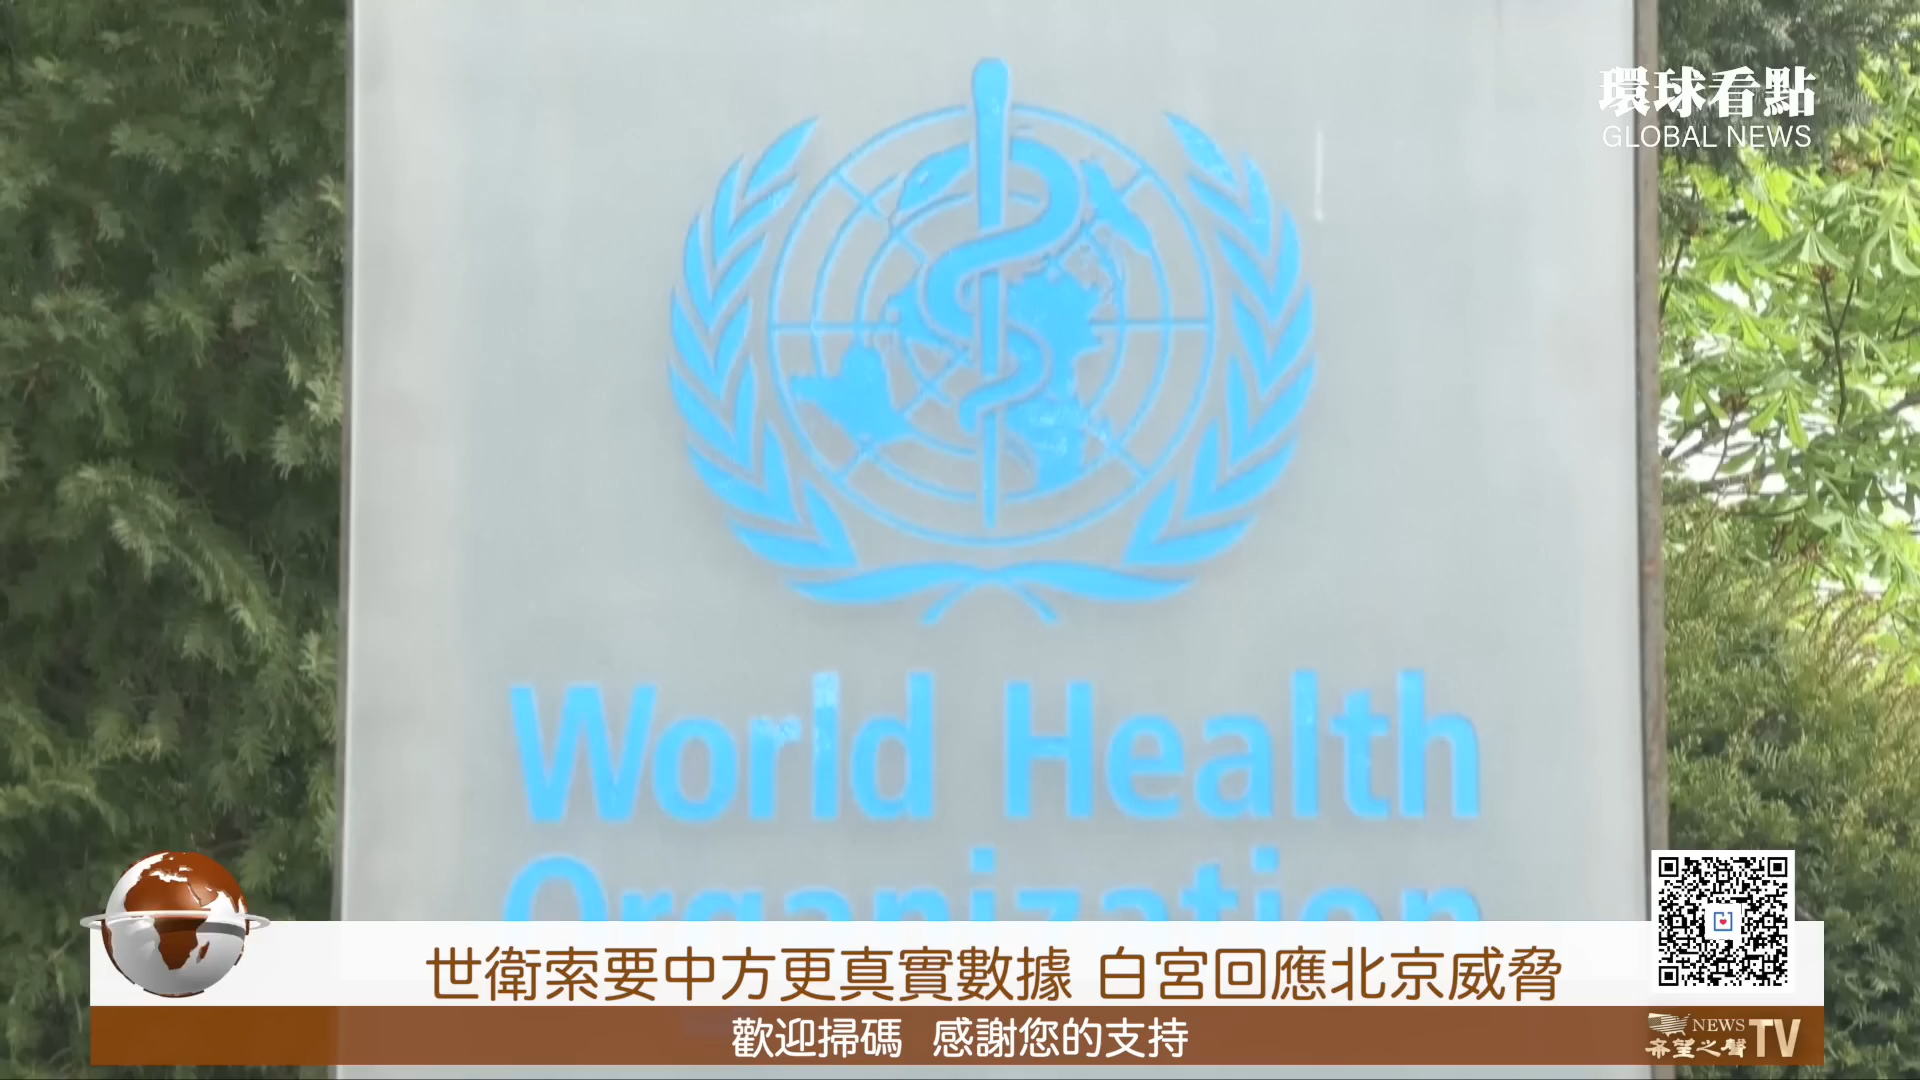 環球看點
GLOBAL NEWS
World Health
Organization
世衛索要中方更真實數據 白宮回應北京威脅
歡迎掃碼 感謝您的支持
NEWS
希望之聲TV